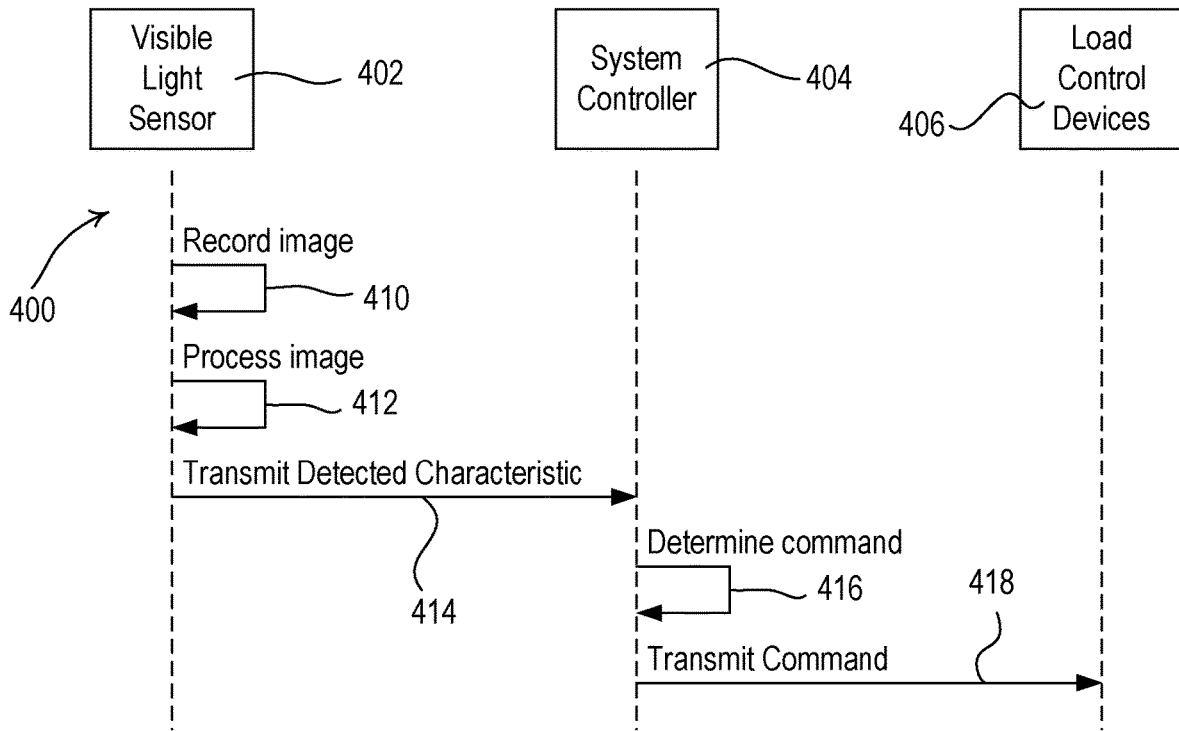 Visible
Light
Sensor
402
System
Controller
404
Load
Control
Devices
406
400
Record image
410
Process image
412
Transmit Detected Characteristic
414
Determine command
416
418
Transmit Command